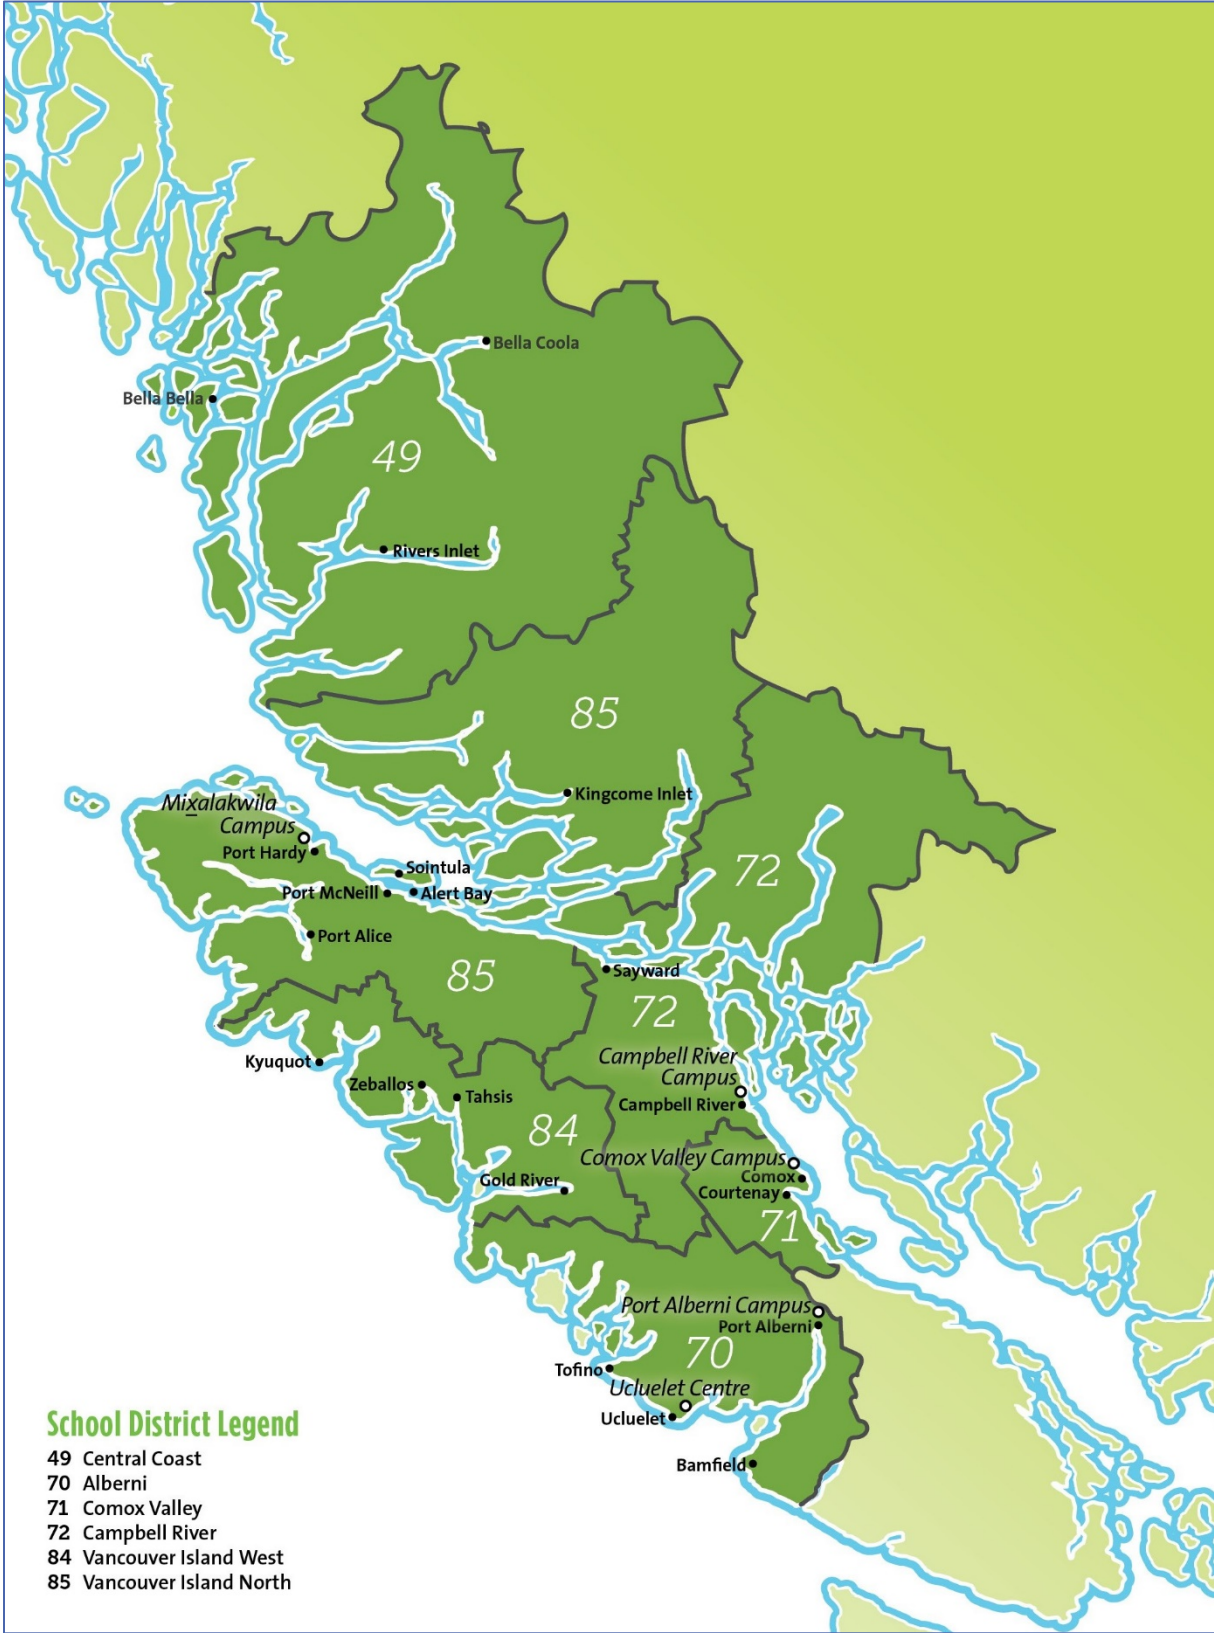 Bella Coola
Bella Bella
49
Rivers Inlet
85
Kingcome Inlet
Mix̱alakwila
Campus
Port Hardy
Sointula
Port McNeill
Alert Bay
72
Port Alice
85
Sayward
72
Kyuquot
Campbell River
Campus
Zeballos
Tahsis
Campbell River
84
Comox Valley Campus
Gold River
Comox
Courtenay
71
Port Alberni Campus
Port Alberni
70
Tofino
Ucluelet Centre
Ucluelet
Bamfield
School District Legend
49 Central Coast
70 Alberni
71 Comox Valley
72 Campbell River
84 Vancouver Island West
85 Vancouver Island North